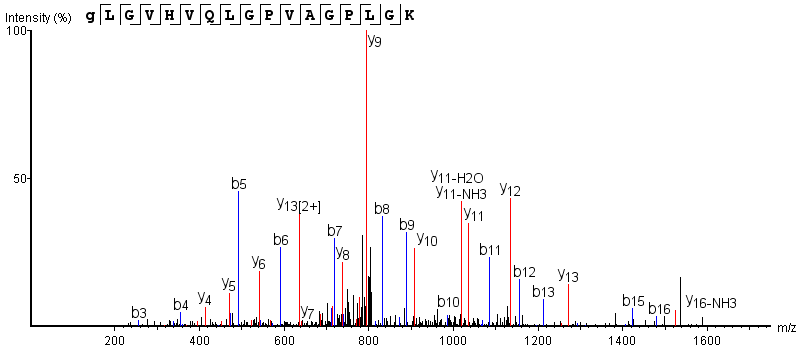 Intensity (%) gLGVHVQLGPVAGPLGK
100
y9
y11-H2O
b5 y13[2+] y11-NH3 y12
50
b8 y11
b7 b9
b6 y8 y10 b11
y6 y13
y5 b12
b4 y4 y7 b10 b13 b15 y16-NH3
b3 b16
200 400 600 800 1000 1200 1400 1600 m/z